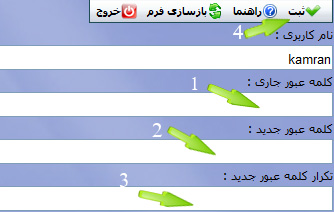 ثبت راهنما بازسازی فرم خروج
4
نام کاربری :
kamran
1
کلمه عبور جاری :
2
کلمه عبور جدید :
3
تکرار کلمه عبور جدید :